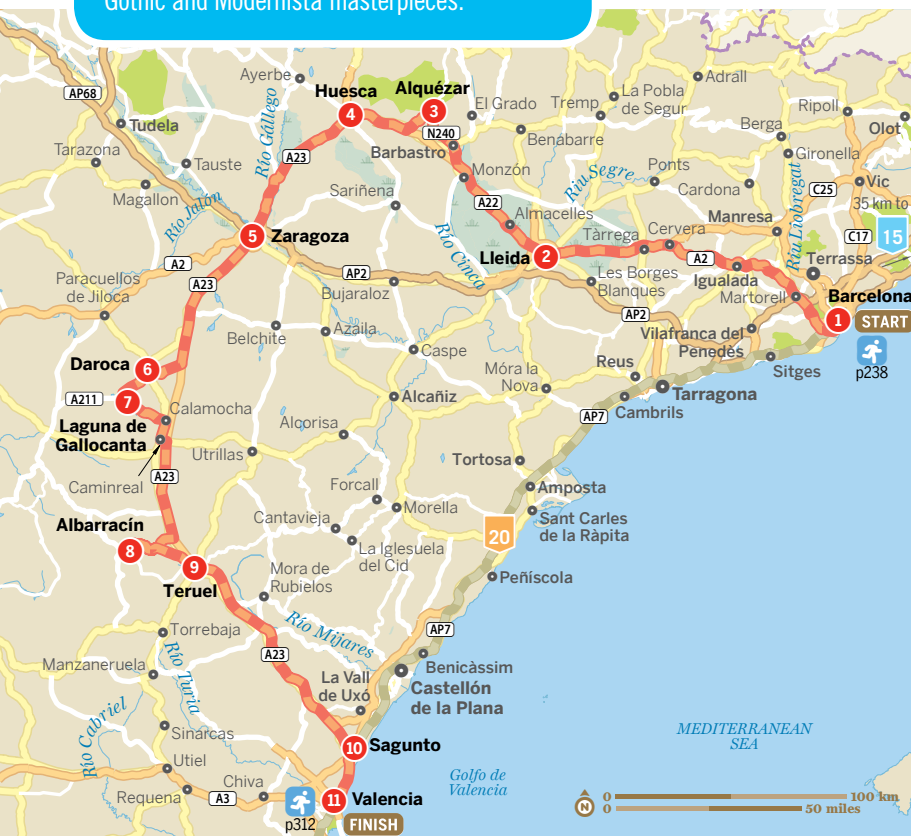 Gothic and Modernista masterpieces.
AP68
Ayerbe
Huesca
4
Alquézar
3
El Grado
Tremp
La Pobla
de Segur
Adrall
Ripoll
Olot
Berga
Gironella
Tudela
Tarazona
Tauste
Río Gállego
A23
N240
Barbastro
Benabarre
Monzón
Ponts
Riu Segre
Cardona
Riu Llobregat
C25
Vic
35 km to
15
C17
Magallon
Río Jalón
Sariñena
A22
Almacelles
Río Cinca
Manresa
Tàrrega
Cervera
Terrassa
5
Zaragoza
Lleida
2
A2
Igualada
Martorell
Barcelona
1
START
p238
A2
AP2
Bujaraloz
Les Borges
Blanques
AP2
Vilafranca del
Penedès
Sitges
Paracuellos
de Jiloca
A23
Belchite
Azaila
Caspe
Móra la
Nova
Reus
Tarragona
Cambrils
AP7
Daroca
6
A211
7
Laguna de
Gallocanta
Calamocha
Alcorisa
Alcañiz
Utrillas
A23
Caminreal
Tortosa
Amposta
Sant Carles
de la Ràpita
20
Forcall
Morella
Cantavieja
La Iglesuela
del Cid
Peñíscola
Albarracín
8
9
Teruel
Mora de
Rubielos
Río Mijares
AP7
Torrebaja
Manzaneruela
Río Turia
A23
Benicàssim
Castellón
de la Plana
La Vall
de Uxó
Río Cabriel
Sinarcas
Utiel
Requena
Chiva
A3
10
Sagunto
11
Valencia
FINISH
p312
Golfo de
Valencia
MEDITERRANEAN
SEA
N
0
100 km
0
50 miles